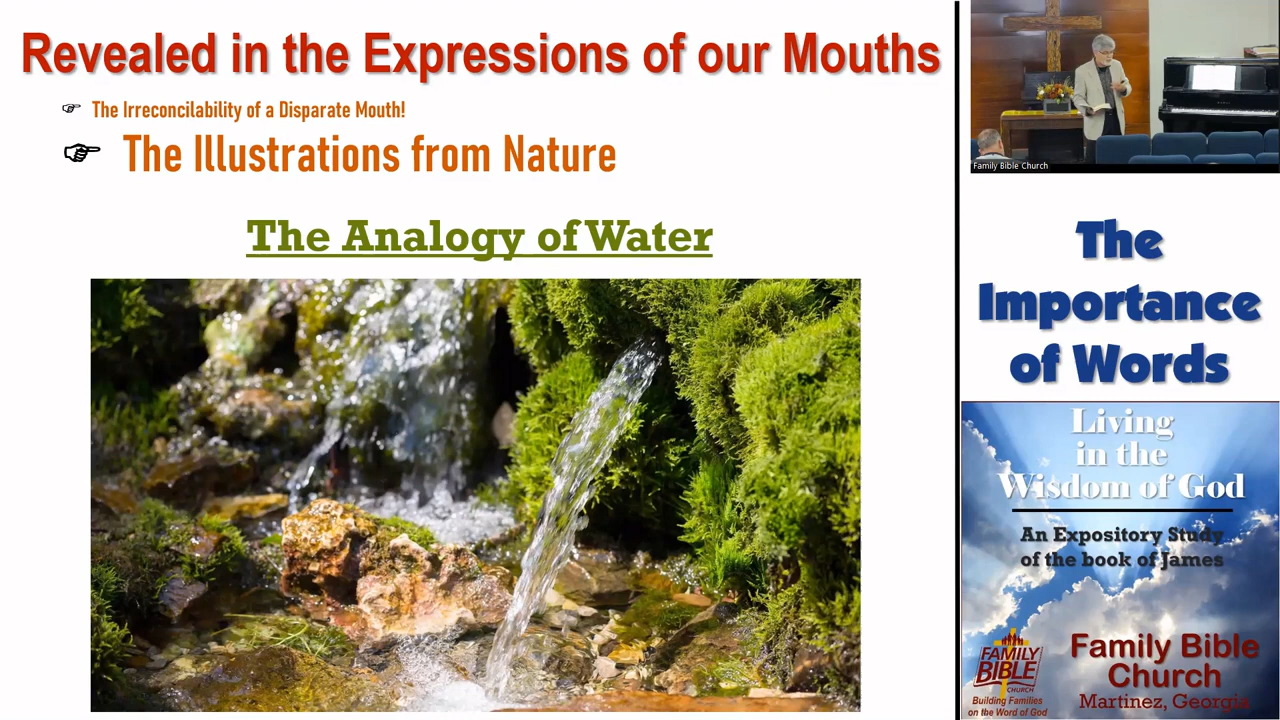 Revealed in the Expressions of our Mouths
The Irreconcilability of a Disparate Mouth!
The Illustrations from Nature
The Analogy of Water
Family Bible Church
The
Importance
of Words
Living
in the
Wisdom of God
An Expository Study
of the book of James
FAMILY
BIBLE
CHURCH
Building Families
on the Word of God
Family Bible
Church
Martinez, Georgia